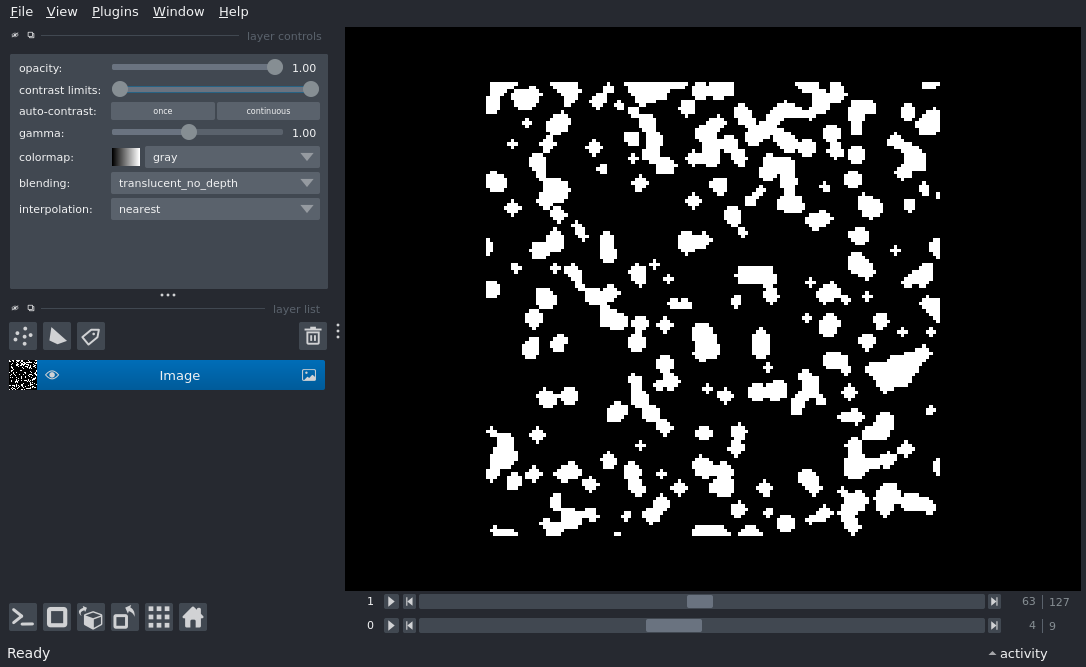 File View Plugins Window Help
layer controls
opacity: 1.00
contrast limits:
auto-contrast: once continuous
gamma: 1.00
colormap: gray
blending: translucent_no_depth
interpolation: nearest
layer list
Image
1 63 127
0 4 9
Ready activity